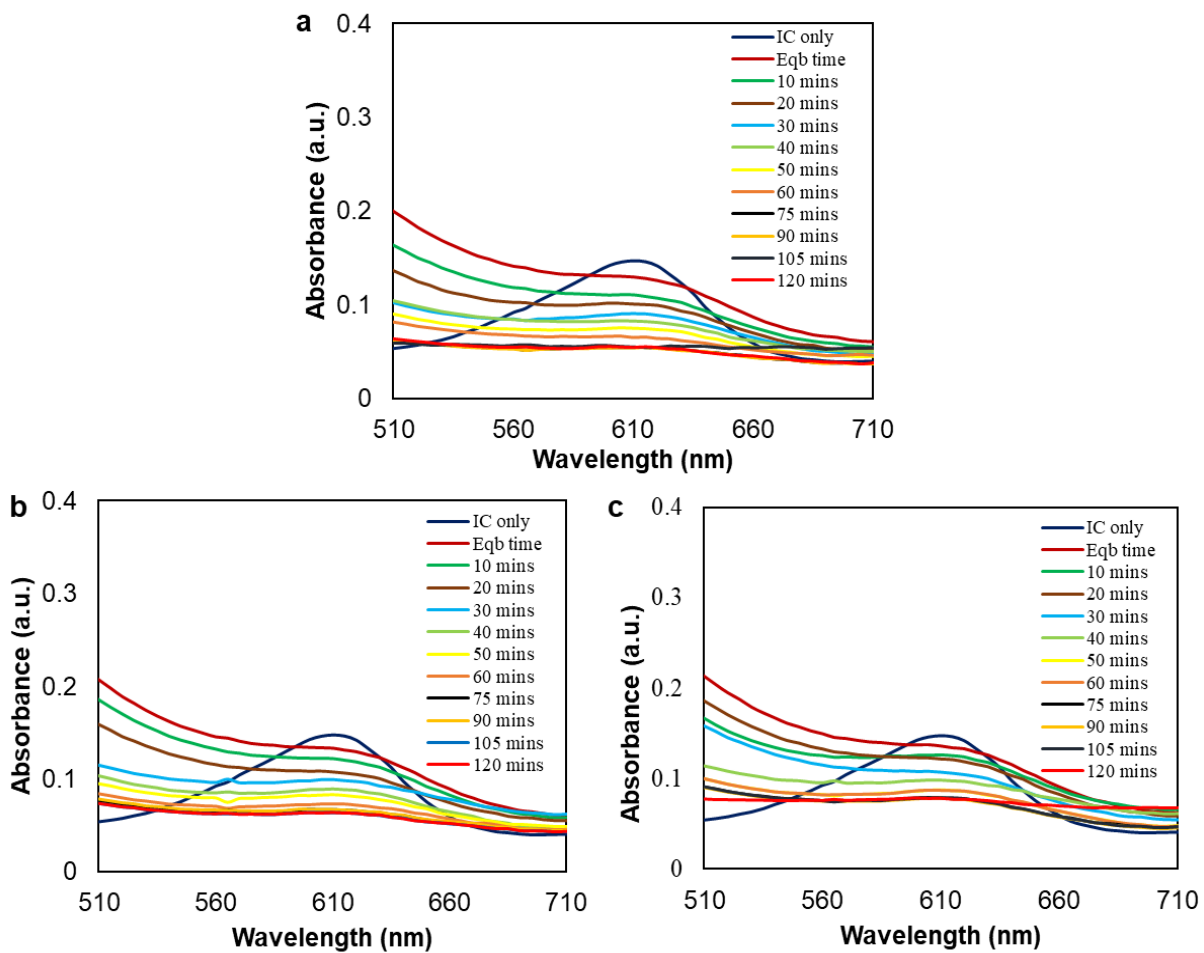 a
Absorbance (a.u.)
0.4
0.3
0.2
0.1
0
IC only
Eqb time
10 mins
20 mins
30 mins
40 mins
50 mins
60 mins
75 mins
90 mins
105 mins
120 mins
510 560 610 660 710
Wavelength (nm)
b
Absorbance (a.u.)
0.4
0.3
0.2
0.1
0
IC only
Eqb time
10 mins
20 mins
30 mins
40 mins
50 mins
60 mins
75 mins
90 mins
105 mins
120 mins
510 560 610 660 710
Wavelength (nm)
c
Absorbance (a.u.)
0.4
0.3
0.2
0.1
0
IC only
Eqb time
10 mins
20 mins
30 mins
40 mins
50 mins
60 mins
75 mins
90 mins
105 mins
120 mins
510 560 610 660 710
Wavelength (nm)